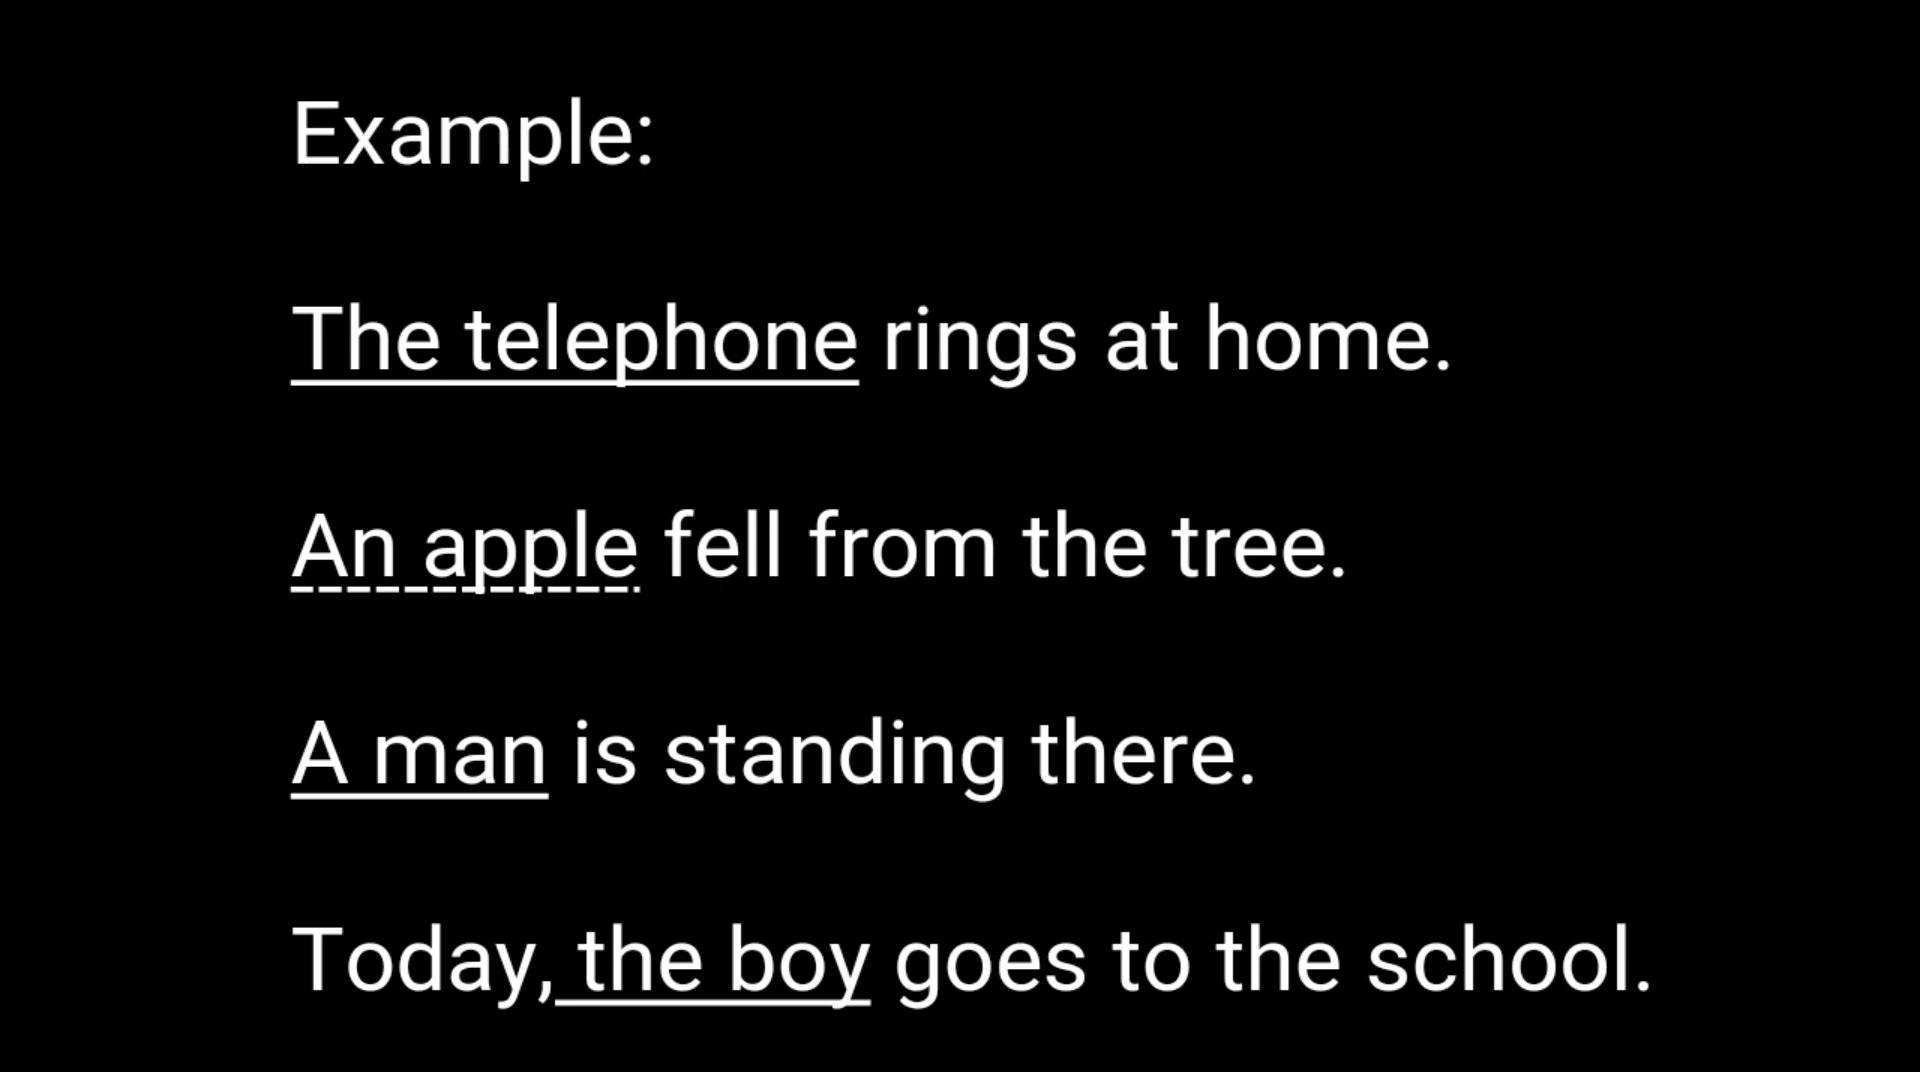 Example:
The telephone rings at home.
An apple fell from the tree.
A man is standing there.
Today, the boy goes to the school.